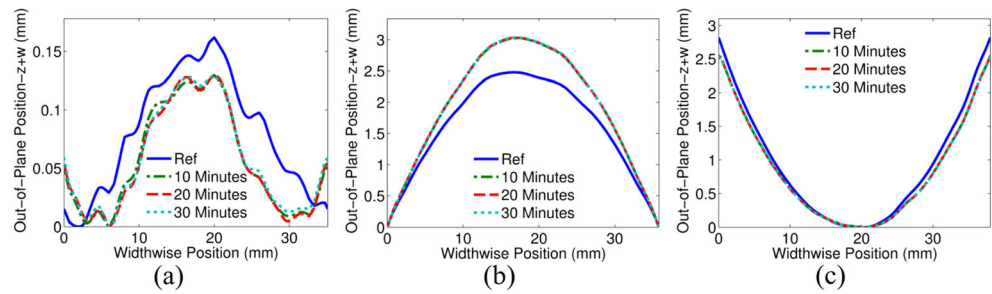 Out-of-Plane Position-z+w (mm)
0.15
0.1
0.05
0
Ref
10 Minutes
20 Minutes
30 Minutes
0 10 20 30
Widthwise Position (mm)
(a)
Out-of-Plane Position-z+w (mm)
3
2.5
2
1.5
1
0.5
0
Ref
10 Minutes
20 Minutes
30 Minutes
0 10 20 30
Widthwise Position (mm)
(b)
Out-of-Plane Position-z+w (mm)
3
2.5
2
1.5
1
0.5
0
Ref
10 Minutes
20 Minutes
30 Minutes
0 10 20 30
Widthwise Position (mm)
(c)